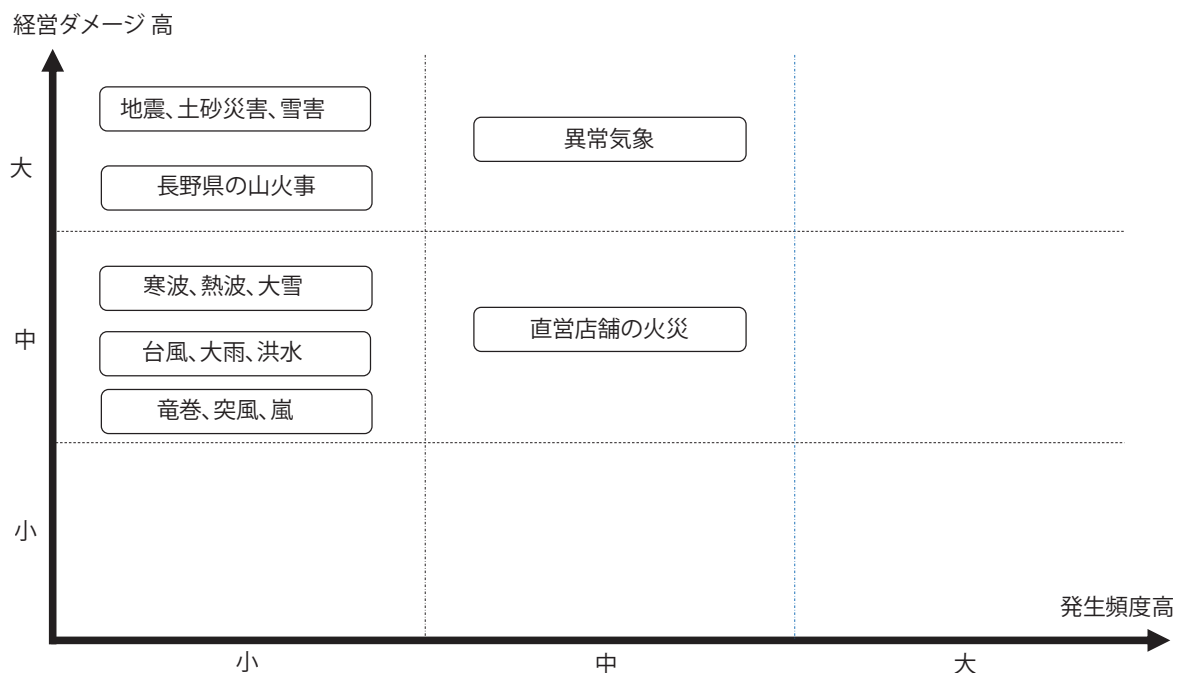 経営ダメージ 高
地震、土砂災害、雪害
異常気象
大
長野県の山火事
寒波、熱波、大雪
直営店舗の火災
中
台風、大雨、洪水
竜巻、突風、嵐
小
発生頻度高
小
中
大